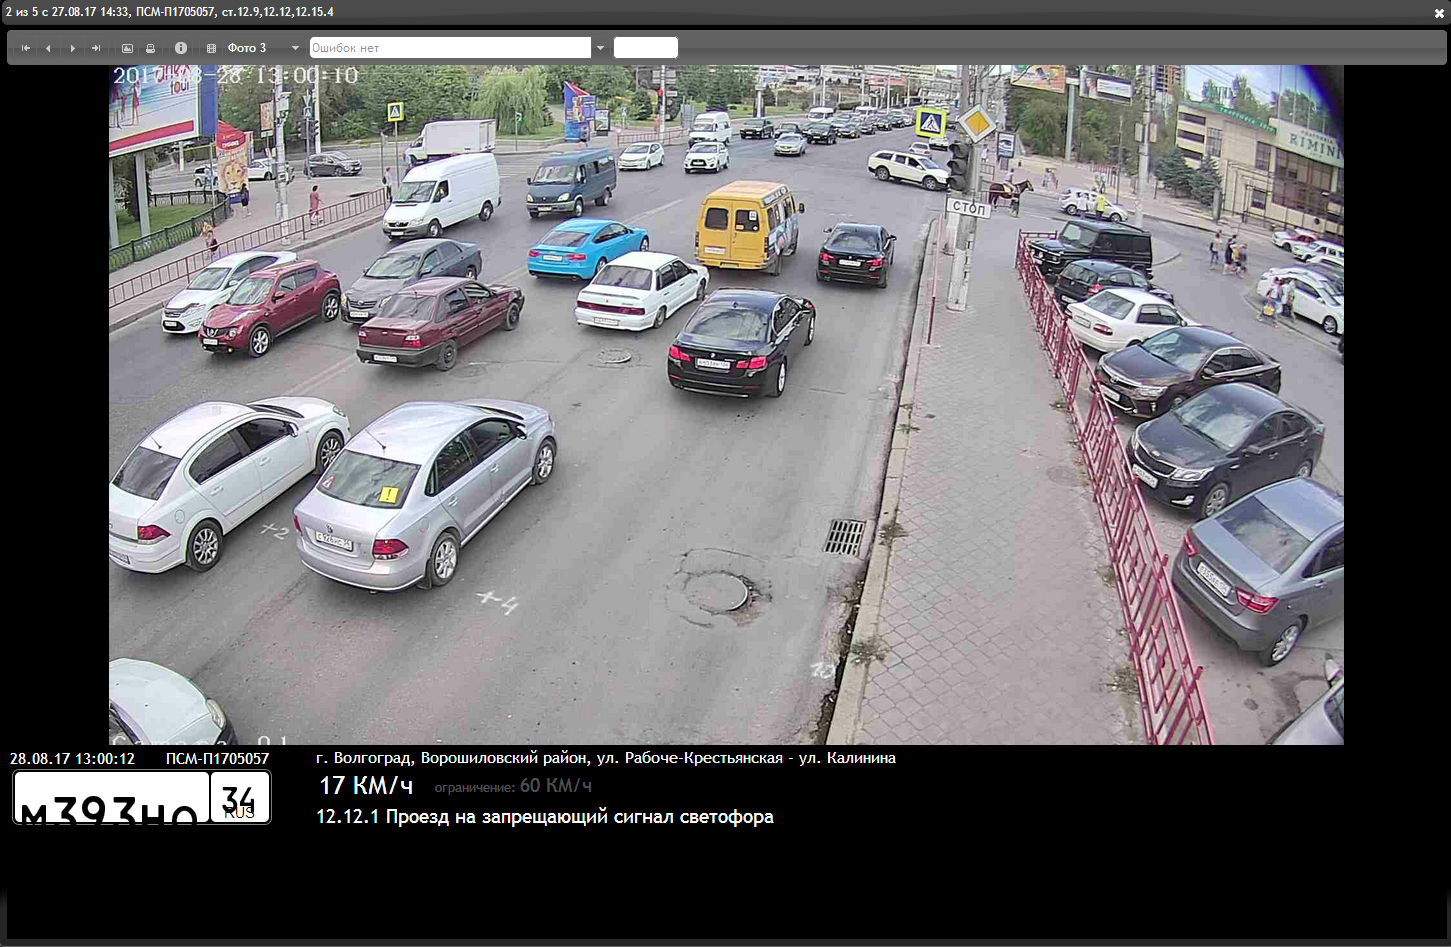 2 из 5 с 27.08.17 14:33, ПСМ-П1705057, ст.12.9,12.12,12.15.4
Фото 3
Ошибок нет
2017-08-28 13:00:10
RIMINI
СТОП
+2
+4
28.08.17 13:00:12 ПСМ-П1705057
г. Волгоград, Ворошиловский район, ул. Рабоче-Крестьянская - ул. Калинина
17 КМ/ч ограничение: 60 КМ/ч
м393но 34
RUS
12.12.1 Проезд на запрещающий сигнал светофора